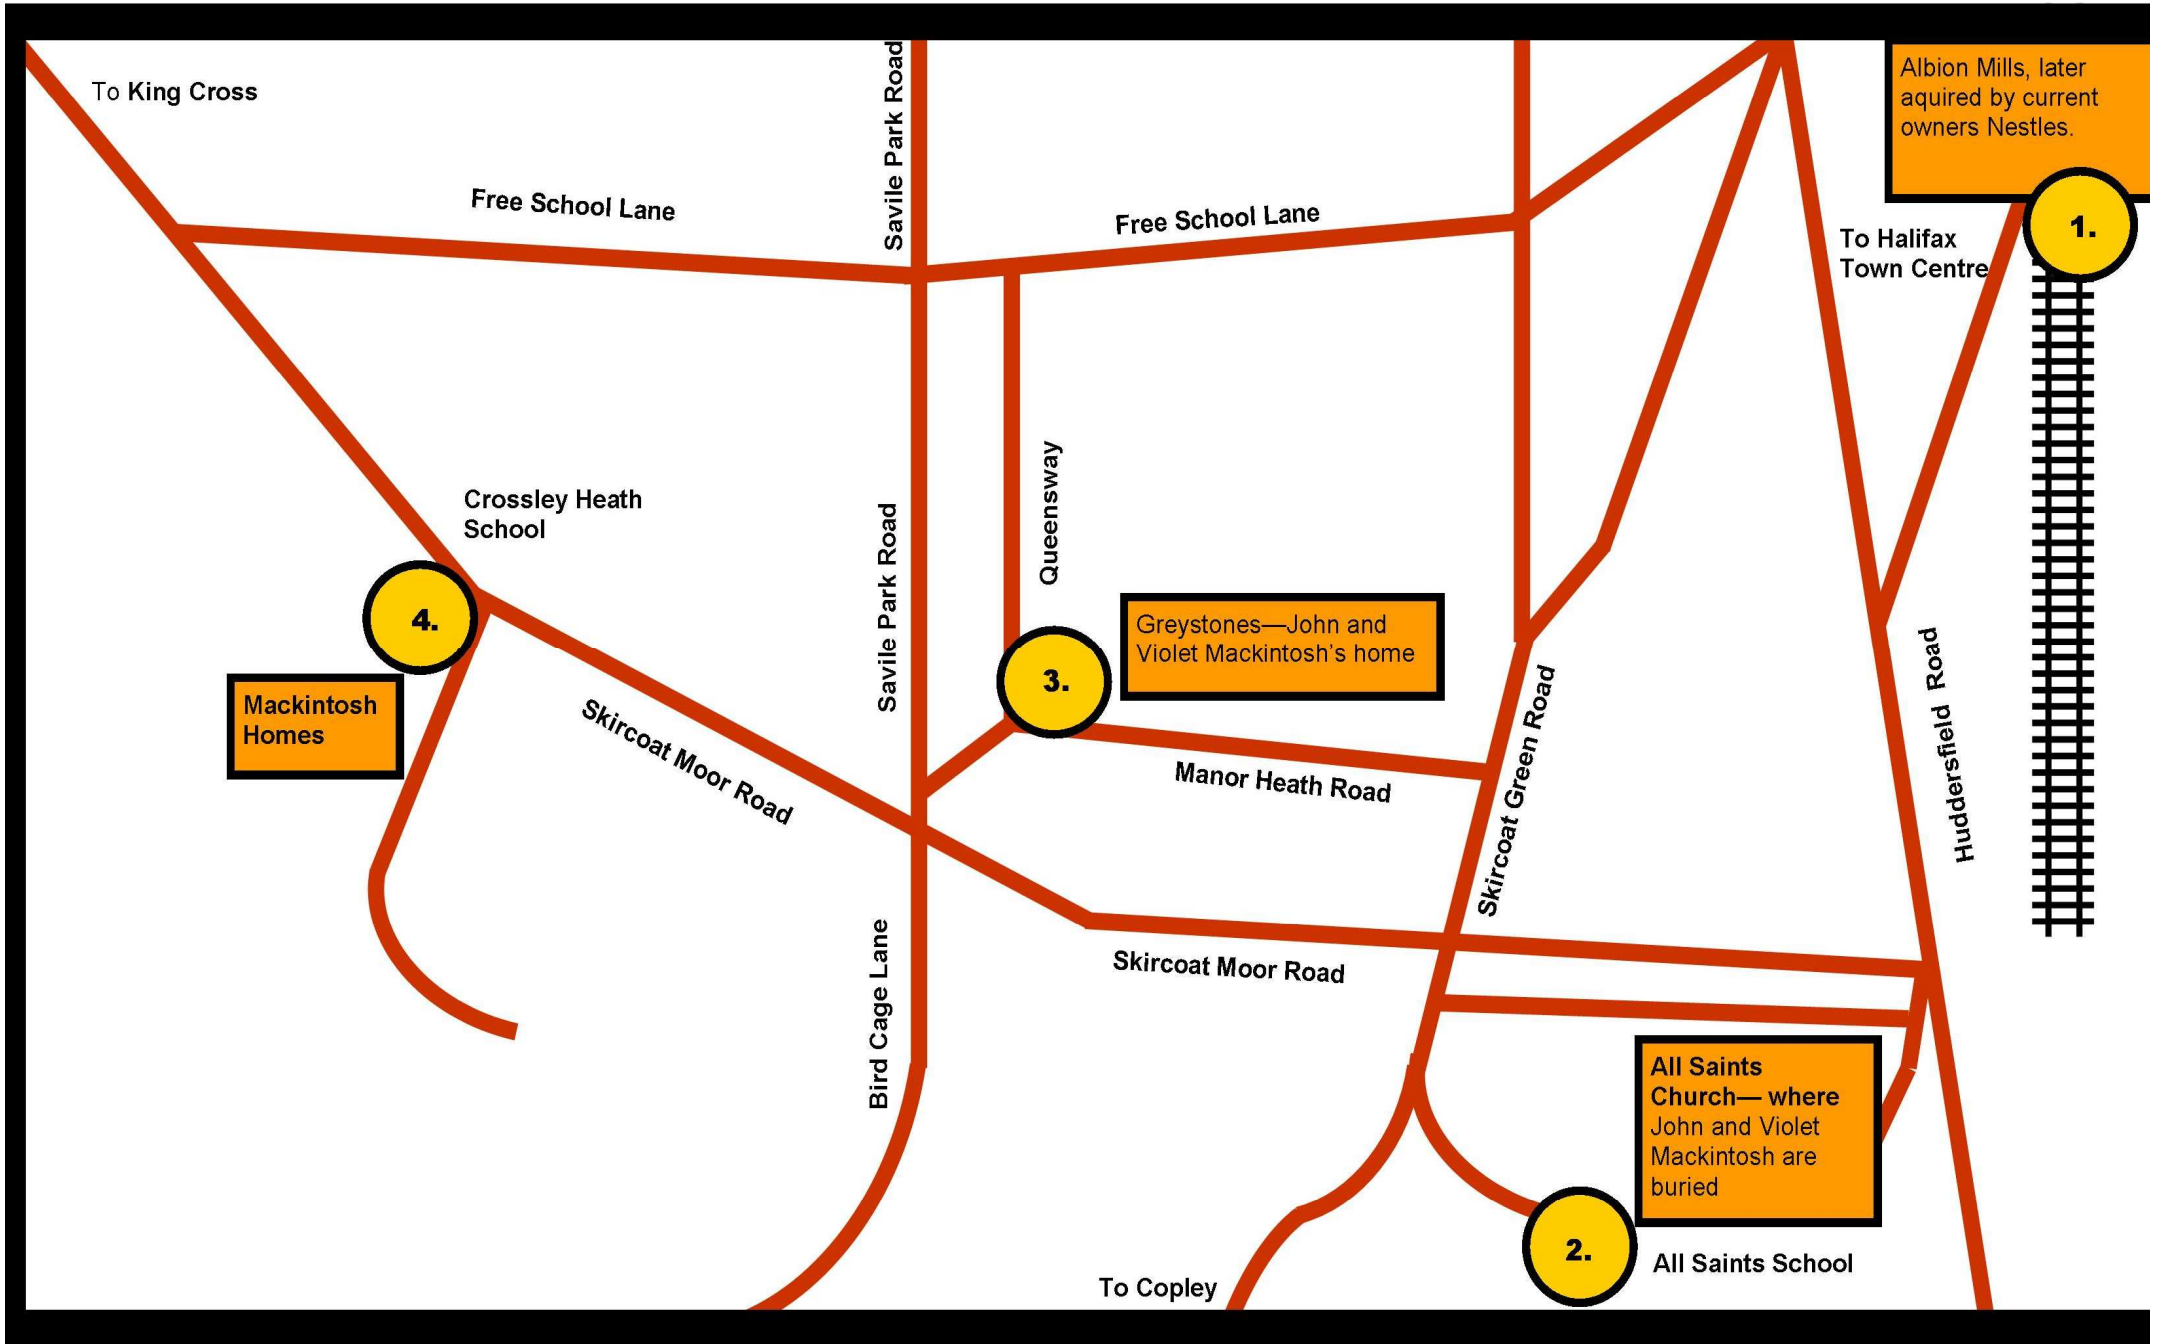 To King Cross
Savile Park Road
Albion Mills, later
aquired by current
owners Nestles.
1.
Free School Lane
Free School Lane
To Halifax
Town Centre
Crossley Heath
School
Queensway
Savile Park Road
4.
Greystones—John and
Violet Mackintosh's home
3.
Mackintosh
Homes
Skircoat Moor Road
Manor Heath Road
Skircoat Green Road
Huddersfield Road
Bird Cage Lane
Skircoat Moor Road
All Saints
Church— where
John and Violet
Mackintosh are
buried
2.
All Saints School
To Copley